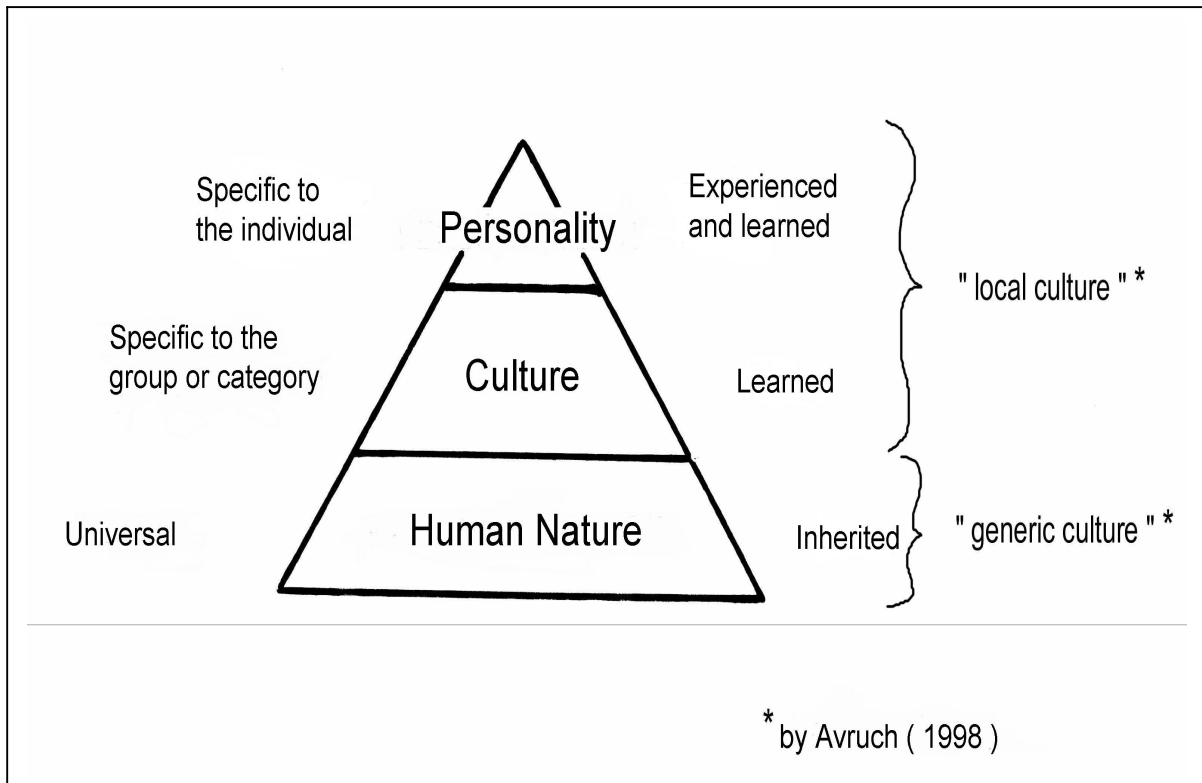 Specific to
the individual
Personality
Experienced
and learned
" local culture " *
Specific to the
group or category
Culture
Learned
Universal
Human Nature
Inherited
" generic culture " *
* by Avruch ( 1998 )